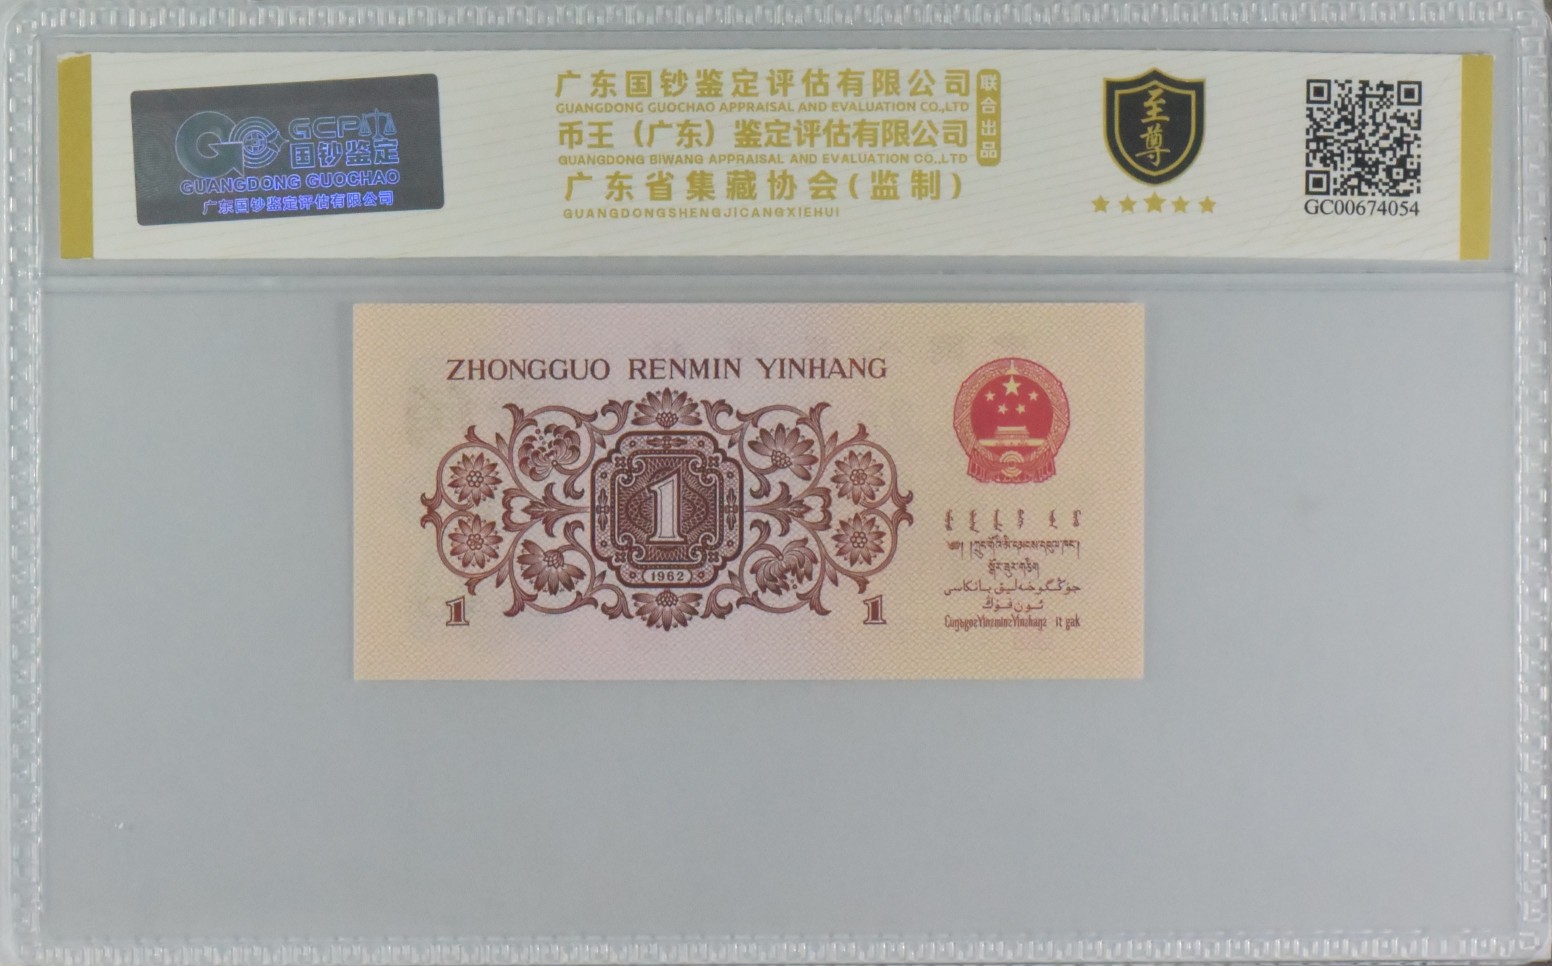 GCP
国钞鉴定
GUANGDONG GUOCHAO
广东国钞鉴定评估有限公司
广东国钞鉴定评估有限公司
GUANGDONG GUOCHAO APPRAISAL AND EVALUATION CO.,LTD
币王（广东）鉴定评估有限公司
GUANGDONG BIWANG APPRAISAL AND EVALUATION CO.,LTD
广东省集藏协会(监制)
GUANGDONGSHENGJICANGXIEHUI
联合出品
至尊
GC00674054
ZHONGGUO RENMIN YINHANG
1
1962
1
1
جۇڭگوخەلىق بانكاسى
ئون فۇڭ